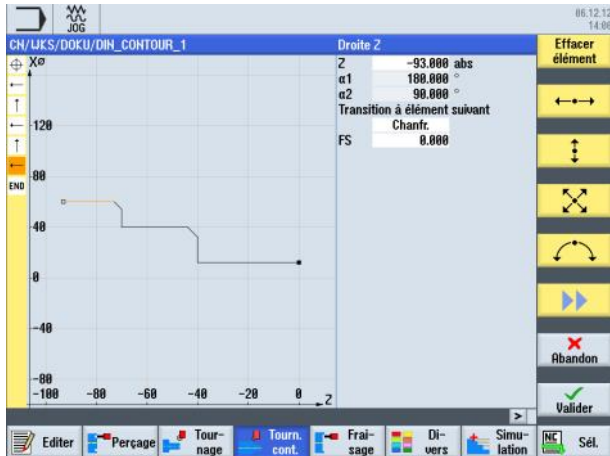 JOG
06.12.12
14:06
CN/WKS/DOKU/DIN_CONTOUR_1
Droite Z
Effacer
élément
XØ
Z -93.000 abs
α1 180.000 °
α2 90.000 °
Transition à élément suivant
Chanfr.
FS 0.000
END
-120
-80
-40
-0
--40
--80
-100 -80 -60 -40 -20 0 Z
Abandon
Valider
>
Editer
Perçage
Tour-
nage
Tourn.
cont.
Frai-
sage
Di-
vers
Simu-
lation
NC
Sél.